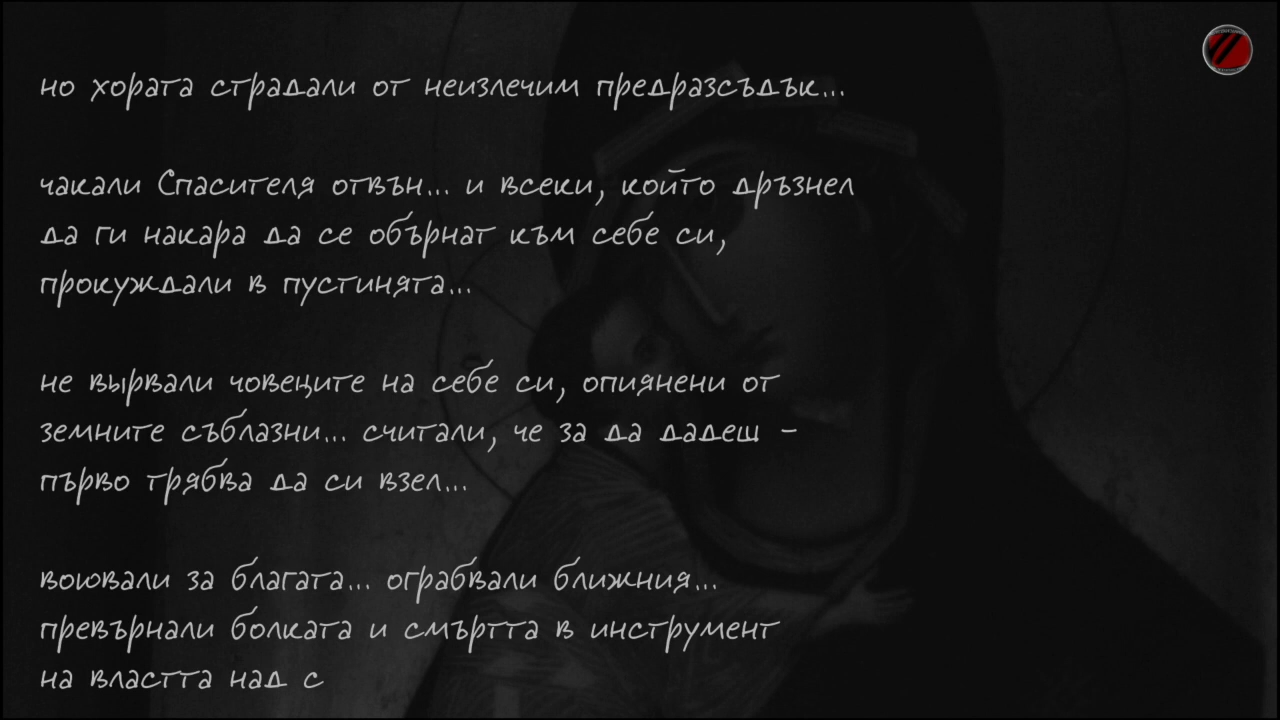 но хората страдали от неизлечим предразсъдък...
чакали Спасителя отвън... и всеки, който дръзнел
да ги накара да се обърнат към себе си,
прокуждали в пустинята...
не вырвали човеците на себе си, опиянени от
земните съблазни... считали, че за да дадеш -
първо трябва да си взел...
воювали за благата... ограбвали ближния...
превърнали болката и смъртта в инструмент
на властта над с